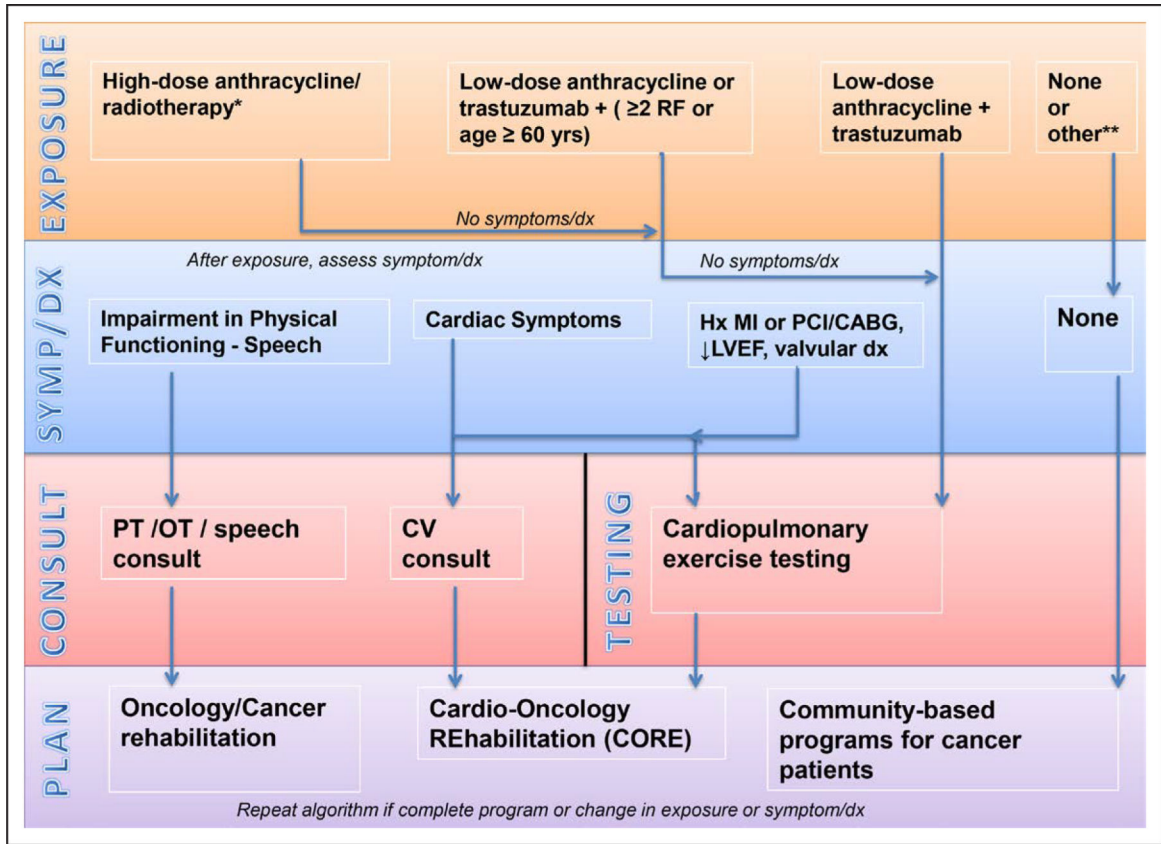 EXPOSURE
High-dose anthracycline/
radiotherapy*
Low-dose anthracycline or
trastuzumab + ( ≥2 RF or
age ≥ 60 yrs)
Low-dose
anthracycline +
trastuzumab
None
or
other**
No symptoms/dx
SYMP/DX
After exposure, assess symptom/dx
No symptoms/dx
Impairment in Physical
Functioning - Speech
Cardiac Symptoms
Hx MI or PCI/CABG,
↓LVEF, valvular dx
None
CONSULT
PT /OT / speech
consult
CV
consult
TESTING
Cardiopulmonary
exercise testing
PLAN
Oncology/Cancer
rehabilitation
Cardio-Oncology
REhabilitation (CORE)
Community-based
programs for cancer
patients
Repeat algorithm if complete program or change in exposure or symptom/dx